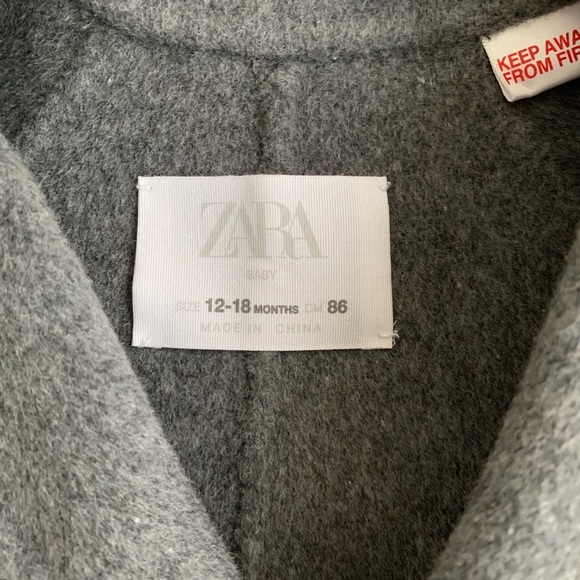 KEEP AWA
FROM FIR
ZARA
BABY
SIZE 12-18 MONTHS CM 86
MADE IN CHINA